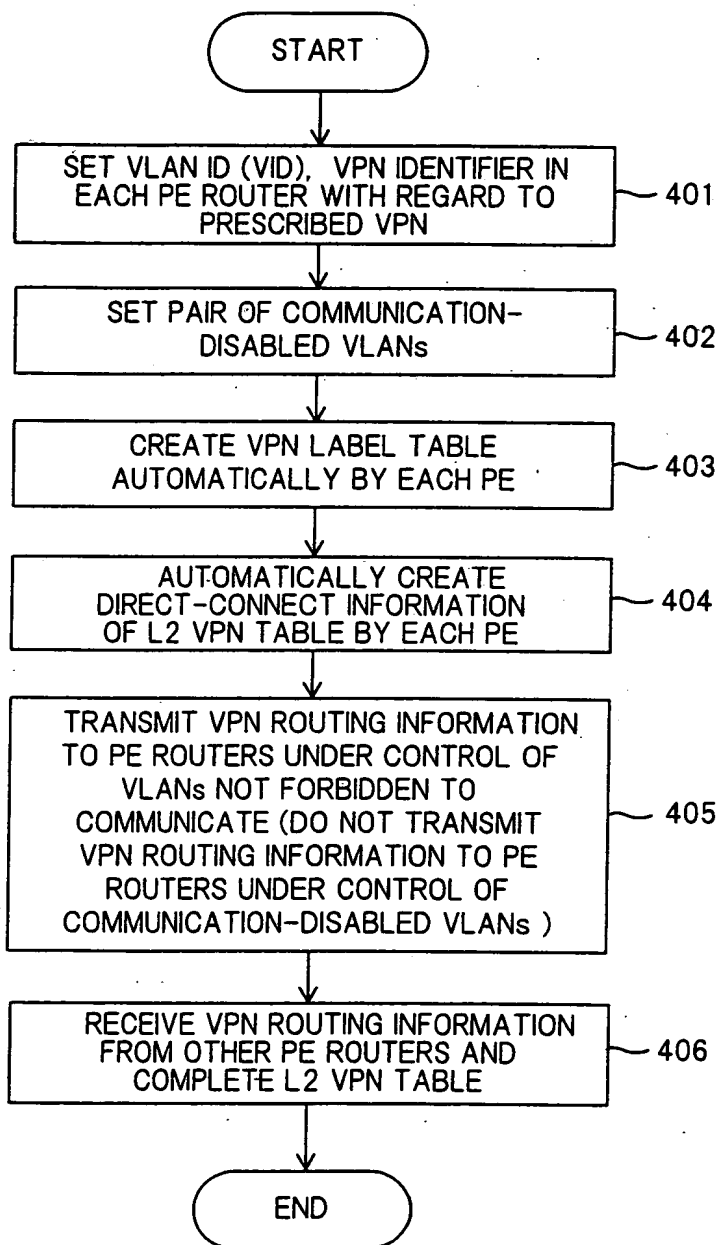 START
SET VLAN ID (VID), VPN IDENTIFIER IN
EACH PE ROUTER WITH REGARD TO
PRESCRIBED VPN
401
SET PAIR OF COMMUNICATION-
DISABLED VLANs
402
CREATE VPN LABEL TABLE
AUTOMATICALLY BY EACH PE
403
AUTOMATICALLY CREATE
DIRECT-CONNECT INFORMATION
OF L2 VPN TABLE BY EACH PE
404
TRANSMIT VPN ROUTING INFORMATION
TO PE ROUTERS UNDER CONTROL OF
VLANs NOT FORBIDDEN TO
COMMUNICATE (DO NOT TRANSMIT
VPN ROUTING INFORMATION TO PE
ROUTERS UNDER CONTROL OF
COMMUNICATION-DISABLED VLANs )
405
RECEIVE VPN ROUTING INFORMATION
FROM OTHER PE ROUTERS AND
COMPLETE L2 VPN TABLE
406
END